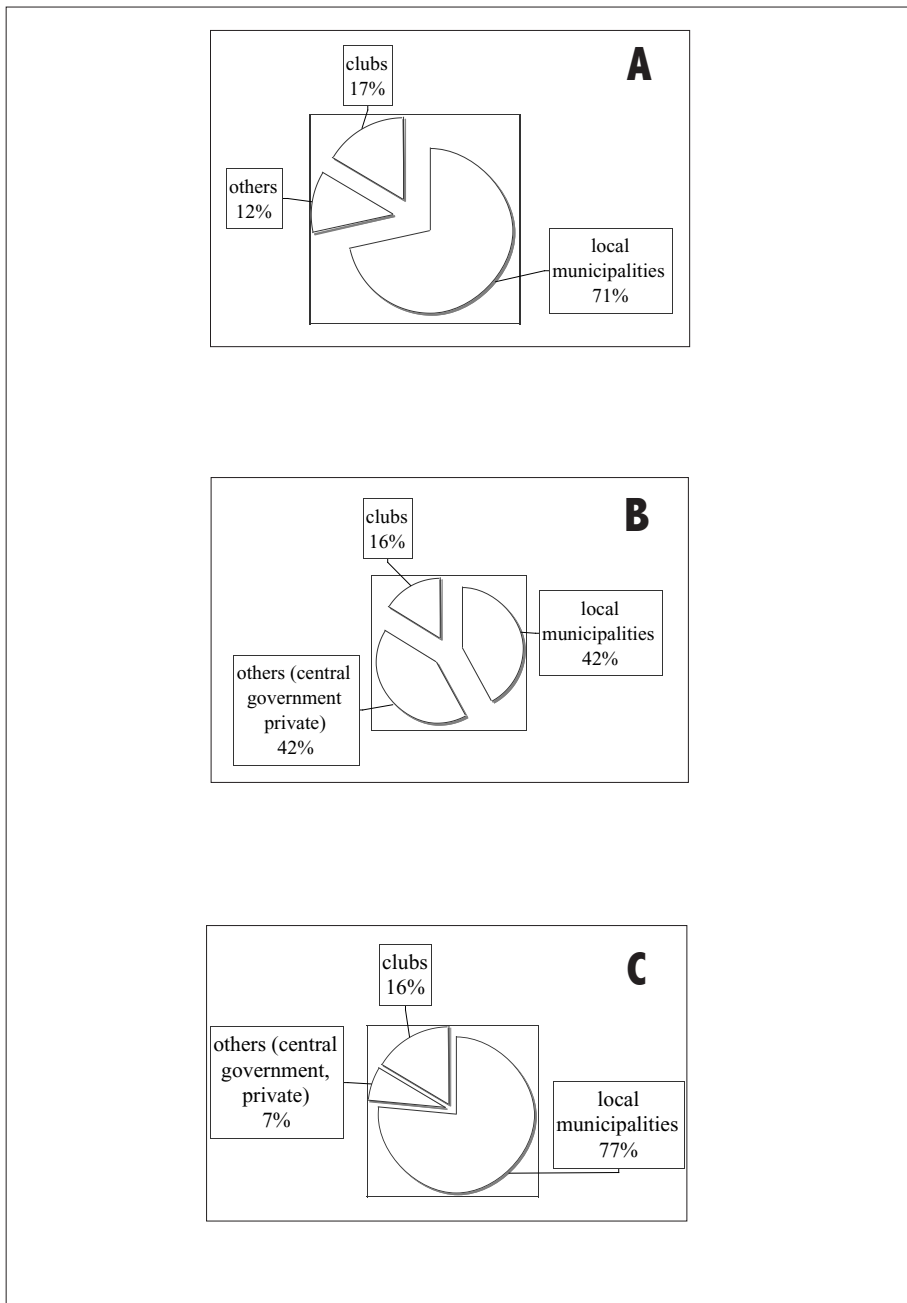 A
clubs
17%
others
12%
local
municipalities
71%
B
clubs
16%
local
municipalities
42%
others (central
government
private)
42%
C
clubs
16%
others (central
government,
private)
7%
local
municipalities
77%